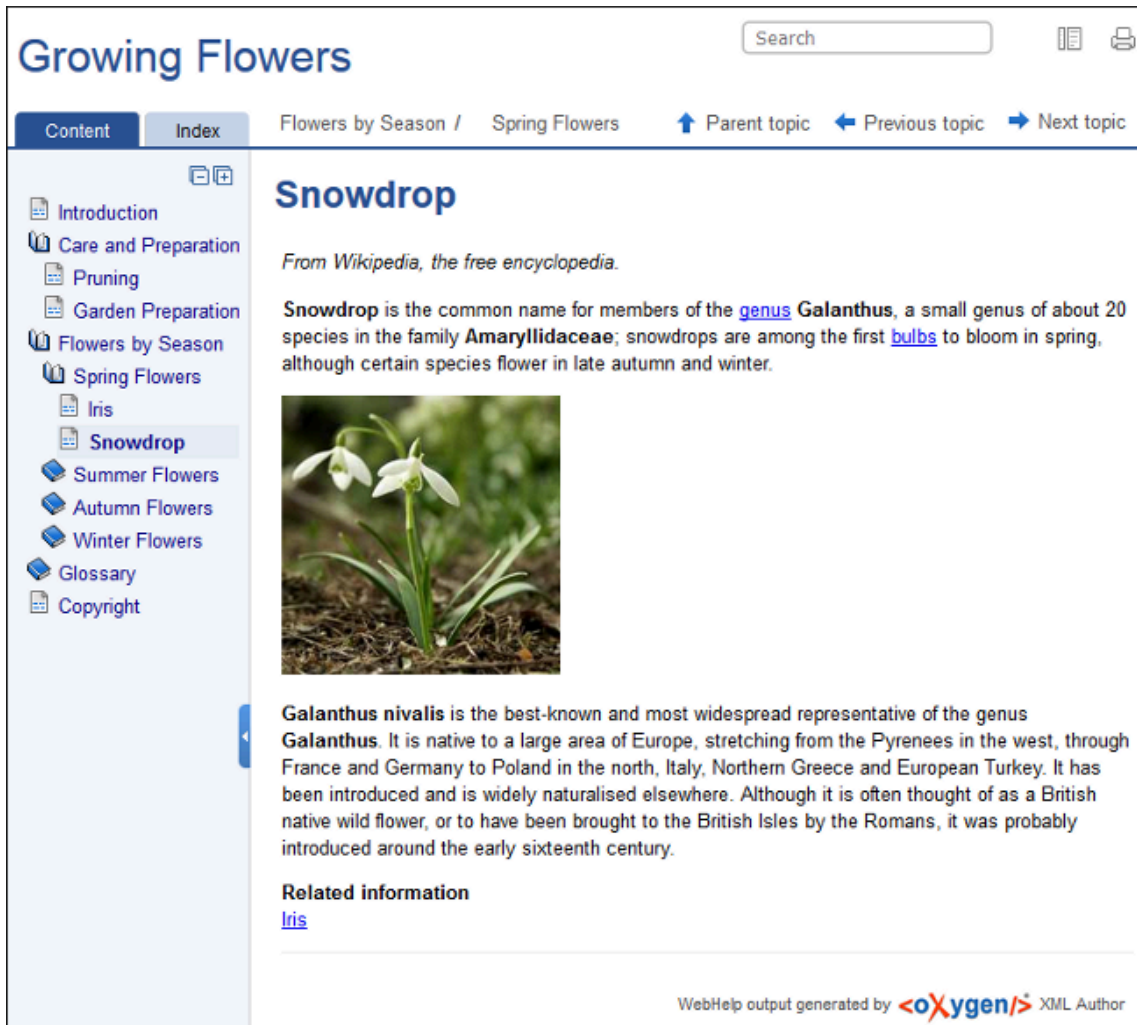 Growing Flowers
Search
Content
Index
Flowers by Season /
Spring Flowers
Parent topic
Previous topic
Next topic
Introduction
Care and Preparation
Pruning
Garden Preparation
Flowers by Season
Spring Flowers
Iris
Snowdrop
Summer Flowers
Autumn Flowers
Winter Flowers
Glossary
Copyright
Snowdrop
From Wikipedia, the free encyclopedia.
Snowdrop is the common name for members of the genus Galanthus, a small genus of about 20
species in the family Amaryllidaceae; snowdrops are among the first bulbs to bloom in spring,
although certain species flower in late autumn and winter.
Galanthus nivalis is the best-known and most widespread representative of the genus
Galanthus. It is native to a large area of Europe, stretching from the Pyrenees in the west, through
France and Germany to Poland in the north, Italy, Northern Greece and European Turkey. It has
been introduced and is widely naturalised elsewhere. Although it is often thought of as a British
native wild flower, or to have been brought to the British Isles by the Romans, it was probably
introduced around the early sixteenth century.
Related information
Iris
WebHelp output generated by <oXygen/> XML Author